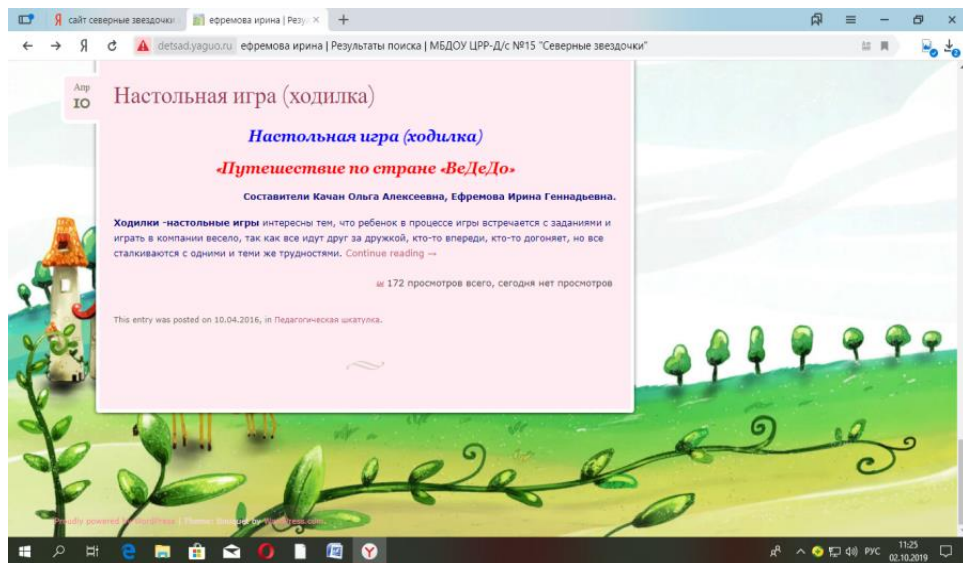 сайт северные звездочки
ефремова ирина | Резу
detsad.yaguo.ru ефремова ирина | Результаты поиска | МБДОУ ЦРР-Д/с №15 "Северные звездочки"
Апр
10
Настольная игра (ходилка)
Настольная игра (ходилка)
«Путешествие по стране «ВеДеДо»
Составители Качан Ольга Алексеевна, Ефремова Ирина Геннадьевна.
Ходилки -настольные игры интересны тем, что ребенок в процессе игры встречается с заданиями и
играть в компании весело, так как все идут друг за дружкой, кто-то впереди, кто-то догоняет, но все
сталкиваются с одними и теми же трудностями. Continue reading →
172 просмотров всего, сегодня нет просмотров
This entry was posted on 10.04.2016, in Педагогическая шкатулка.
Proudly powered by WordPress | Theme: Bouquet by WordPress.com.
РУС
11:25
02.10.2019